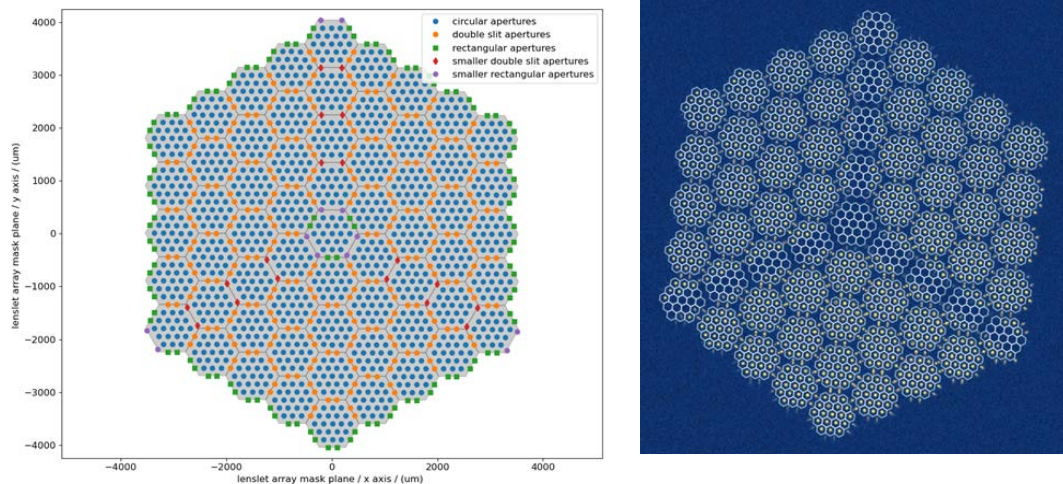 circular apertures
double slit apertures
rectangular apertures
smaller double slit apertures
smaller rectangular apertures
4000
3000
2000
1000
0
−1000
−2000
−3000
−4000
lenslet array mask plane / y axis / (um)
−4000 −2000 0 2000 4000
lenslet array mask plane / x axis / (um)